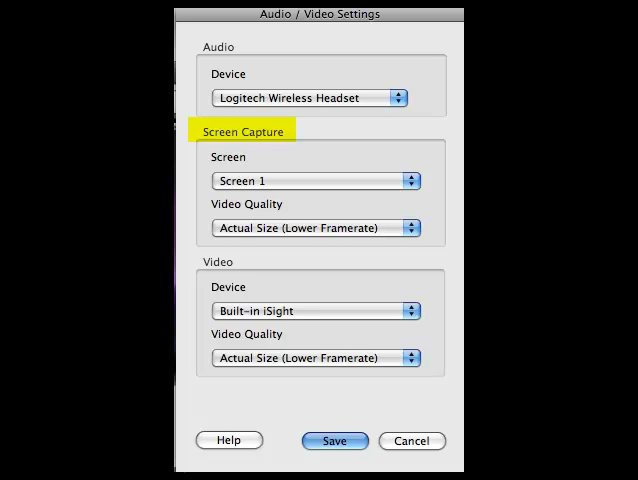 Audio / Video Settings
Audio
Device
Logitech Wireless Headset
Screen Capture
Screen
Screen 1
Video Quality
Actual Size (Lower Framerate)
Video
Device
Built-in iSight
Video Quality
Actual Size (Lower Framerate)
Help Save Cancel